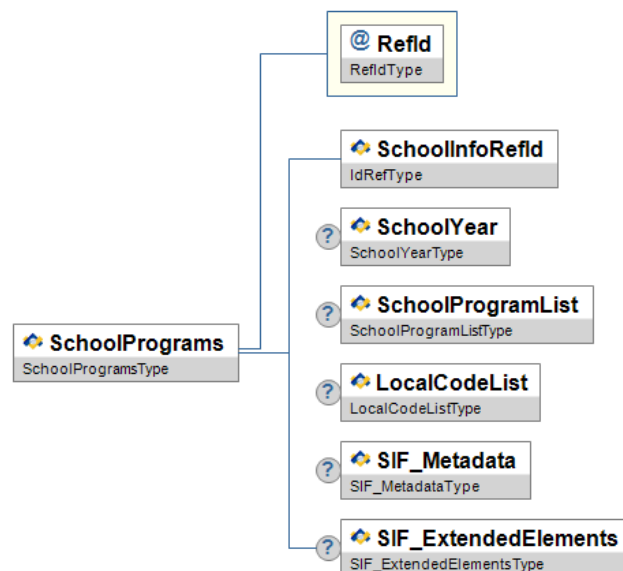 @ RefId
RefIdType
SchoolInfoRefId
IdRefType
? SchoolYear
SchoolYearType
? SchoolProgramList
SchoolProgramListType
SchoolPrograms
SchoolProgramsType
? LocalCodeList
LocalCodeListType
? SIF_Metadata
SIF_MetadataType
? SIF_ExtendedElements
SIF_ExtendedElementsType